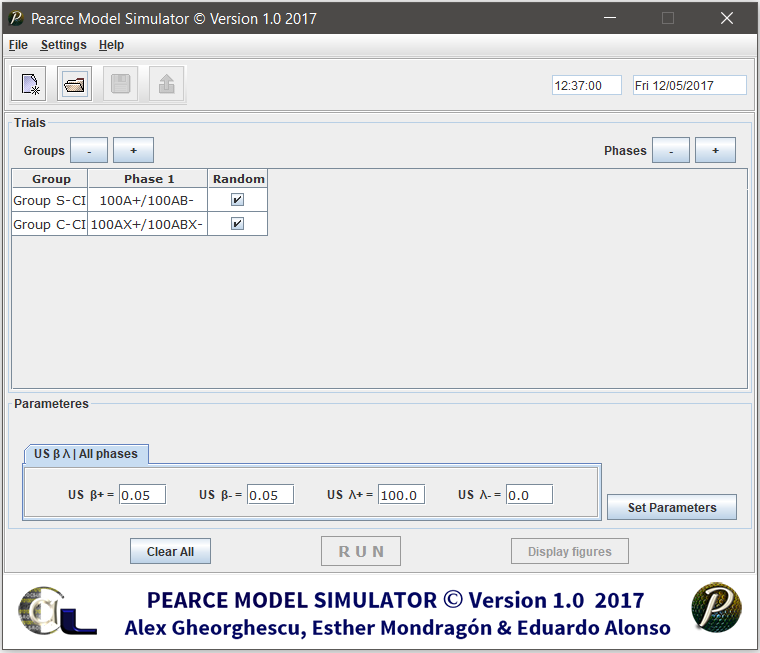 Pearce Model Simulator © Version 1.0 2017
File Settings Help
12:37:00 Fri 12/05/2017
Trials
Groups - + Phases - +
Group Phase 1 Random
Group S-CI 100A+/100AB-
Group C-CI 100AX+/100ABX-
Parameteres
US β λ | All phases
US β+ = 0.05 US β- = 0.05 US λ+ = 100.0 US λ- = 0.0
Set Parameters
Clear All R U N Display figures
PEARCE MODEL SIMULATOR © Version 1.0 2017
Alex Gheorghescu, Esther Mondragón & Eduardo Alonso